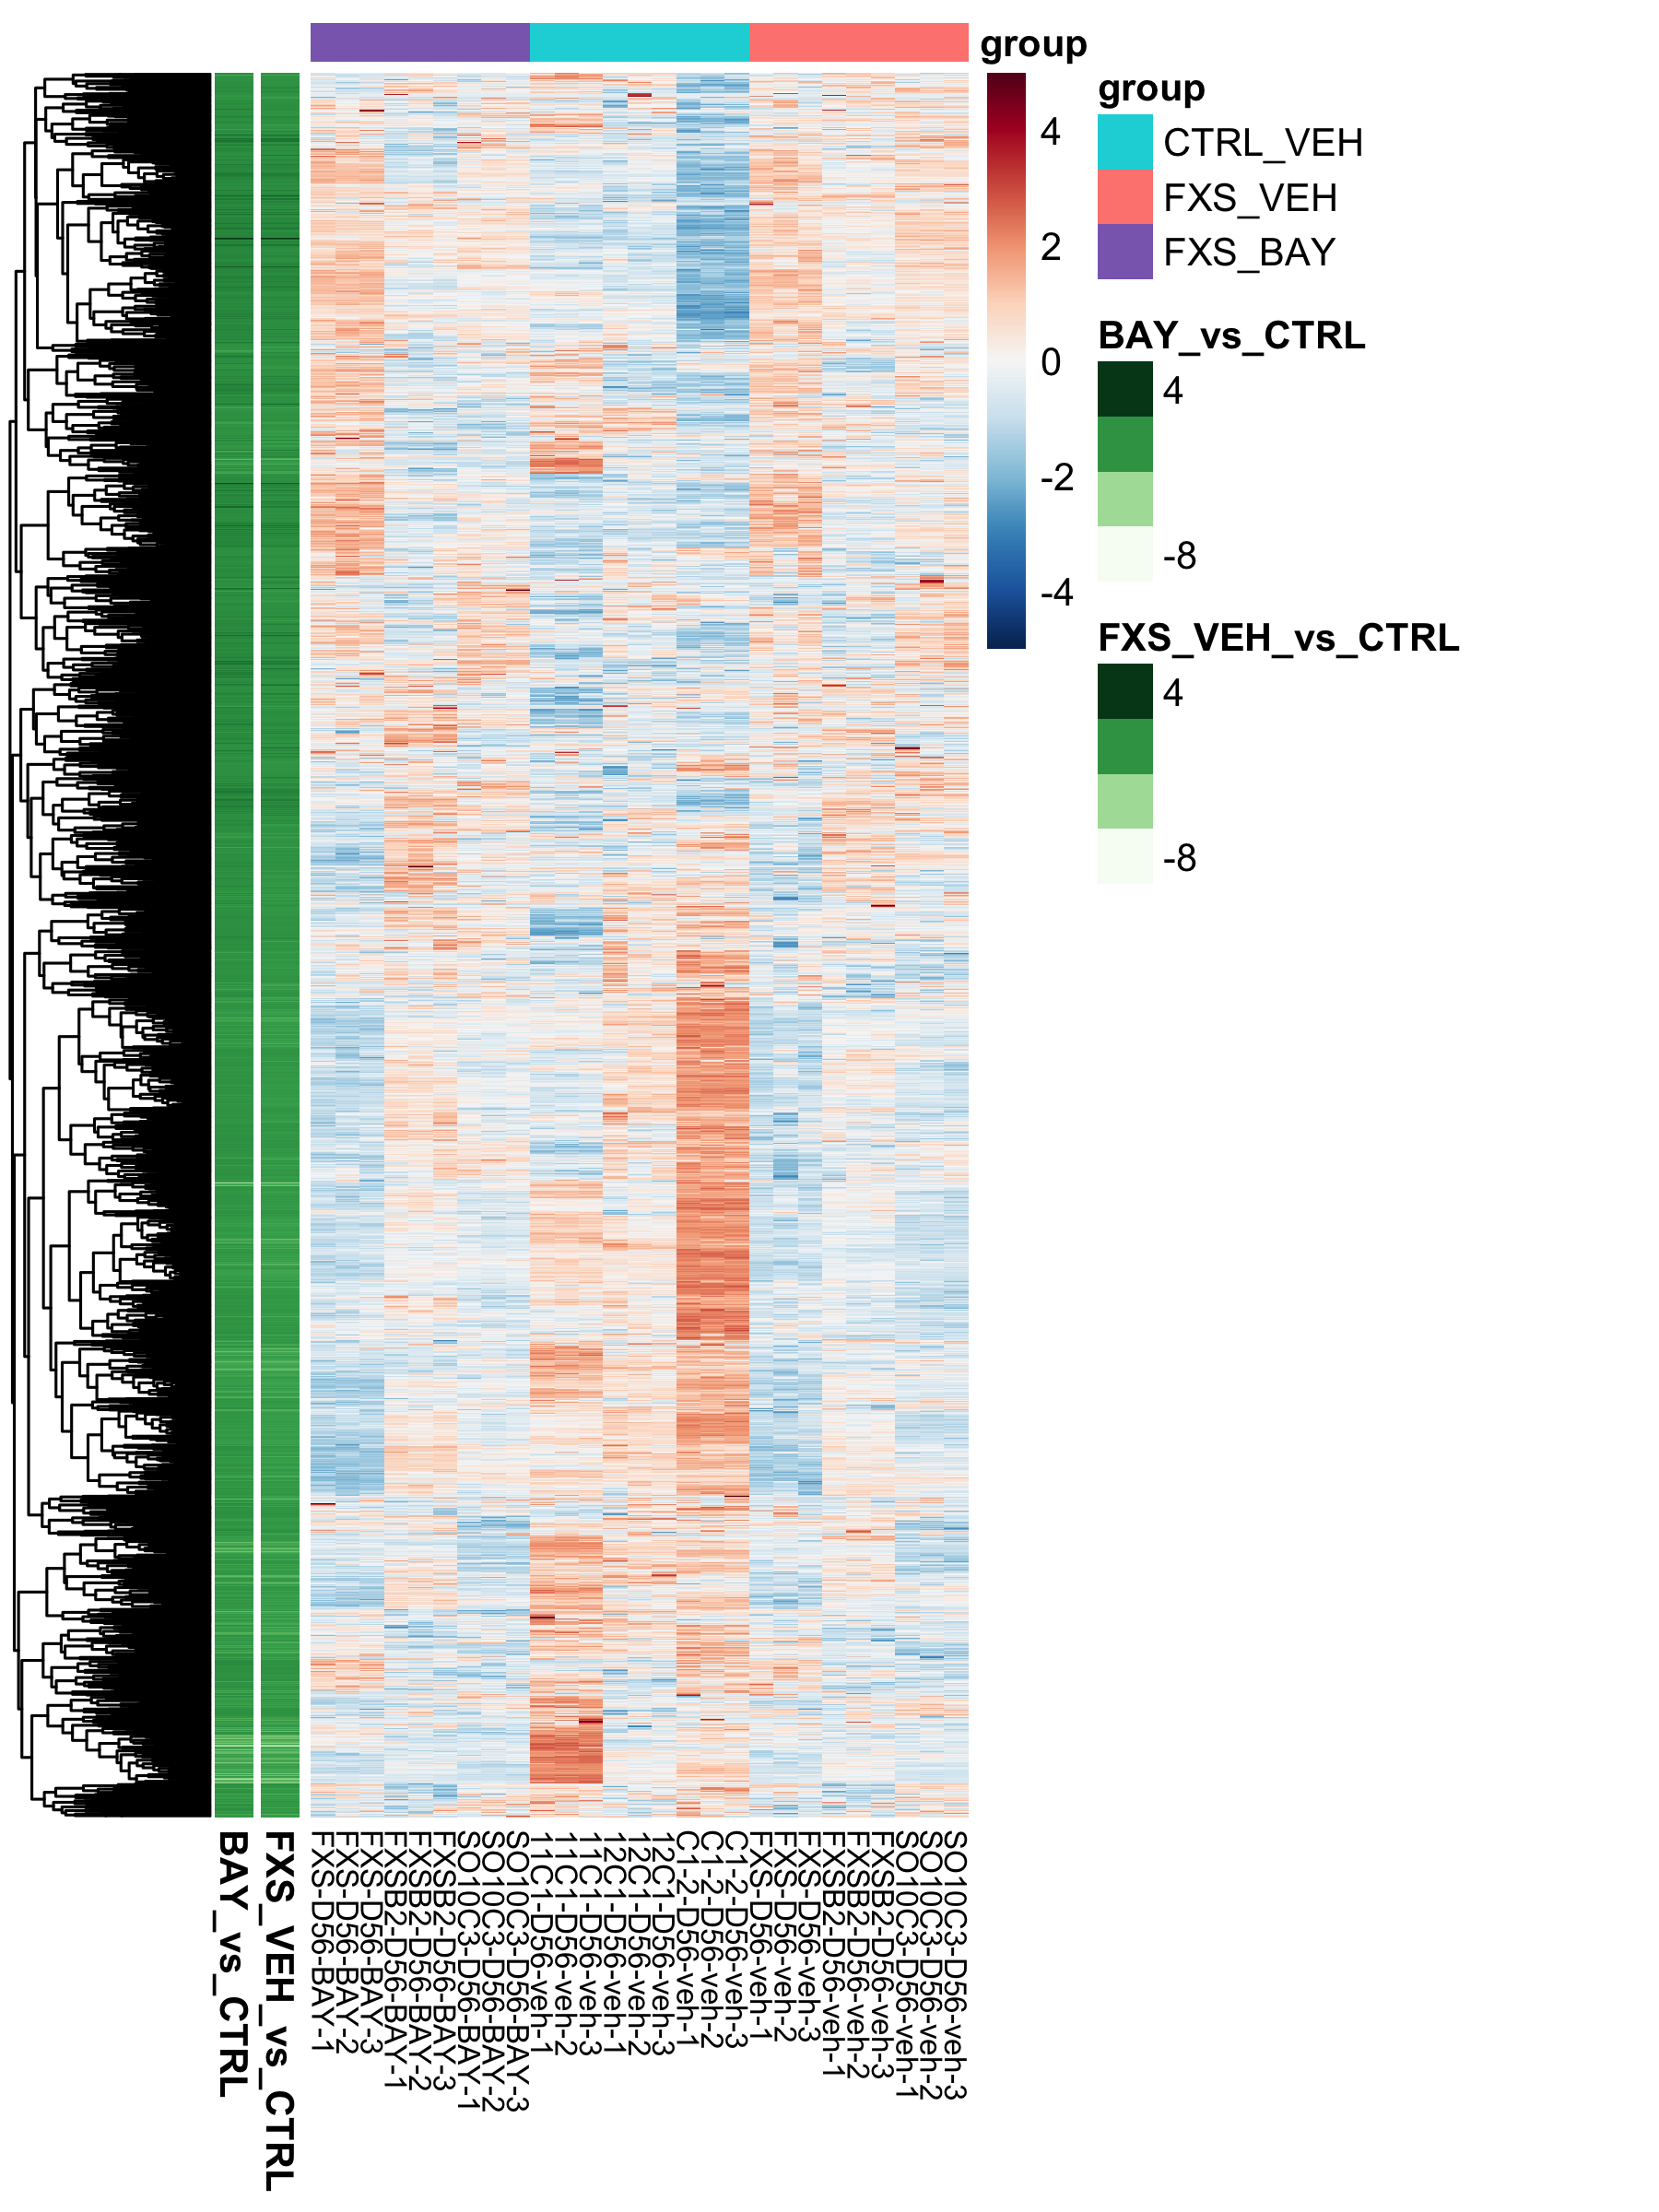 group
group
CTRL_VEH
FXS_VEH
FXS_BAY
4
2
0
-2
-4
BAY_vs_CTRL
4
-8
FXS_VEH_vs_CTRL
4
-8
BAY_vs_CTRL
FXS_VEH_vs_CTRL
FXS-D56-BAY-1
FXS-D56-BAY-2
FXS-D56-BAY-3
FXSB2-D56-BAY-1
FXSB2-D56-BAY-2
FXSB2-D56-BAY-3
SO10C3-D56-BAY-1
SO10C3-D56-BAY-2
SO10C3-D56-BAY-3
11C1-D56-veh-1
11C1-D56-veh-2
11C1-D56-veh-3
12C1-D56-veh-1
12C1-D56-veh-2
12C1-D56-veh-3
C1-2-D56-veh-1
C1-2-D56-veh-2
C1-2-D56-veh-3
FXS-D56-veh-1
FXS-D56-veh-2
FXS-D56-veh-3
FXSB2-D56-veh-1
FXSB2-D56-veh-2
FXSB2-D56-veh-3
SO10C3-D56-veh-1
SO10C3-D56-veh-2
SO10C3-D56-veh-3